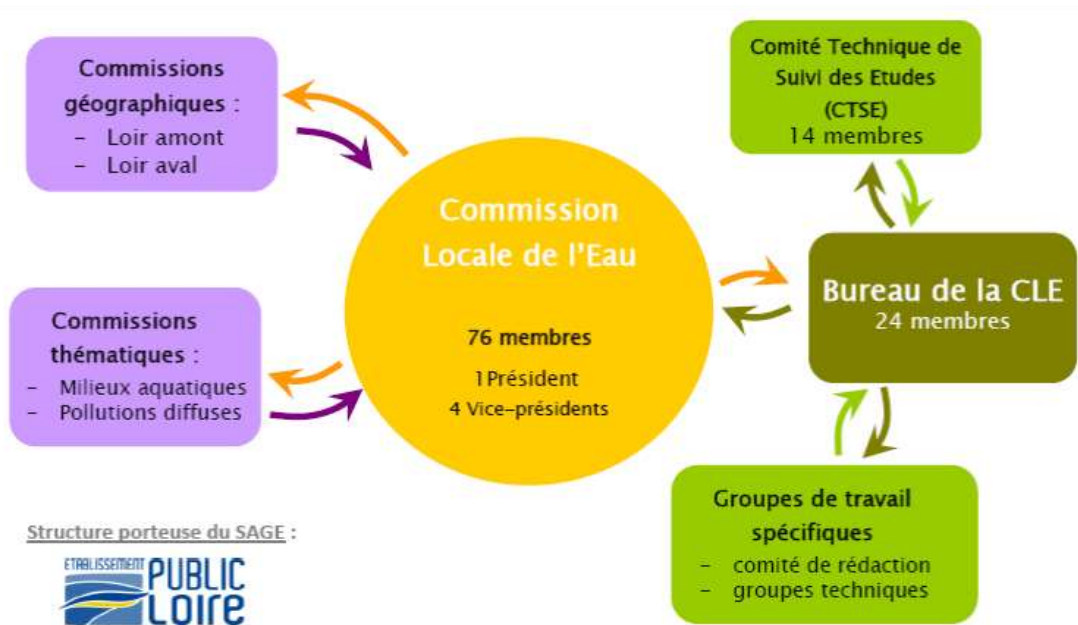 Commissions
géographiques :
- Loir amont
- Loir aval
Comité Technique de
Suivi des Etudes
(CTSE)
14 membres
Commission
Locale de l'Eau
76 membres
1Président
4 Vice-présidents
Bureau de la CLE
24 membres
Commissions
thématiques :
- Milieux aquatiques
- Pollutions diffuses
Groupes de travail
spécifiques
- comité de rédaction
- groupes techniques
Structure porteuse du SAGE :
ETABLISSEMENT
PUBLIC
LOIRE